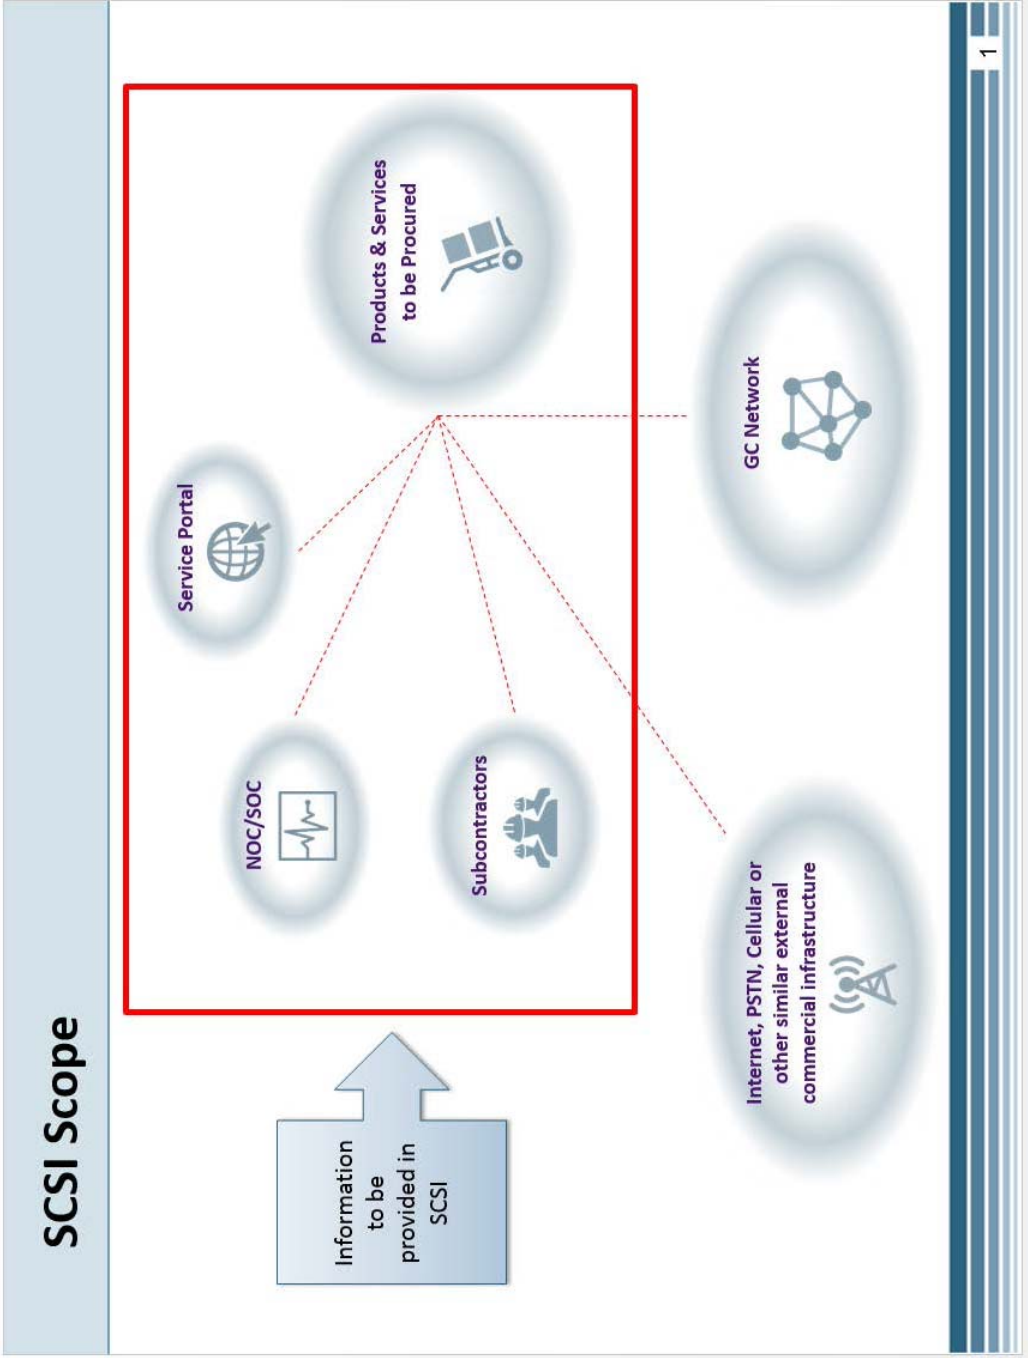 SCSI Scope
Information
to be
provided in
SCSI
NOC/SOC
Service Portal
Products & Services
to be Procured
Subcontractors
Internet, PSTN, Cellular or
other similar external
commercial infrastructure
GC Network
1